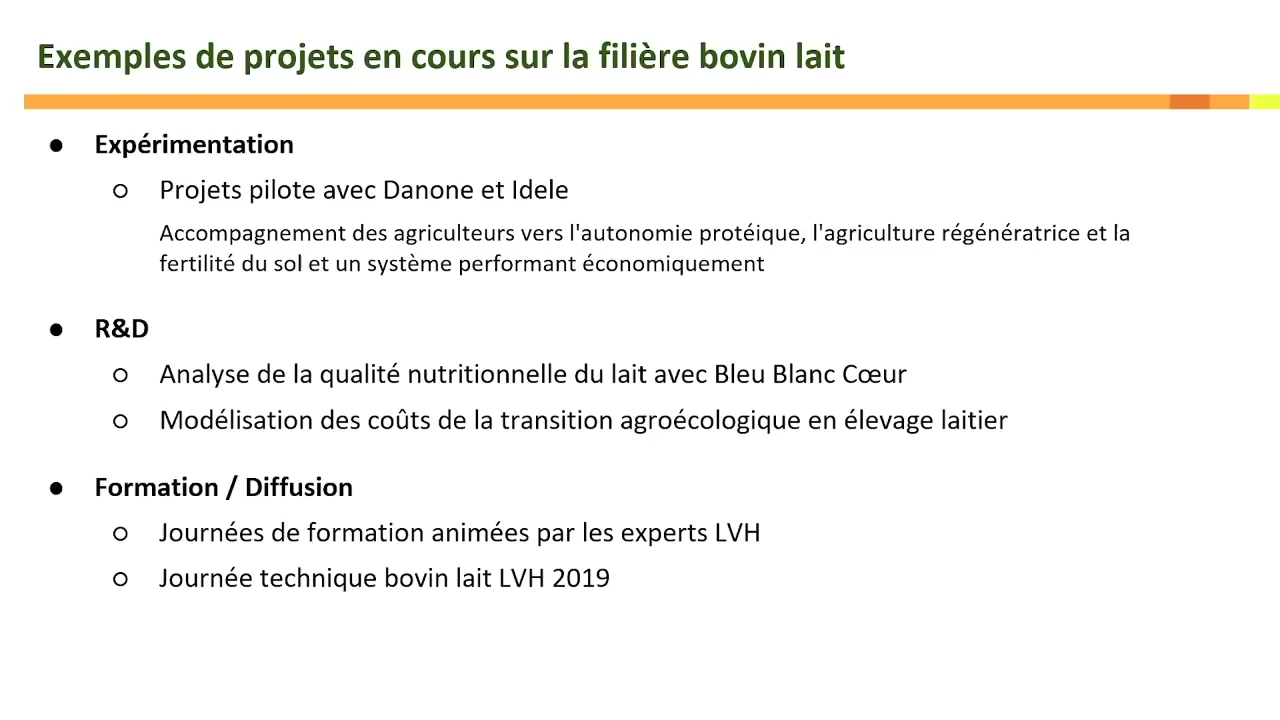 Exemples de projets en cours sur la filière bovin lait
● Expérimentation
○ Projets pilote avec Danone et Idele
Accompagnement des agriculteurs vers l'autonomie protéique, l'agriculture régénératrice et la
fertilité du sol et un système performant économiquement
● R&D
○ Analyse de la qualité nutritionnelle du lait avec Bleu Blanc Cœur
○ Modélisation des coûts de la transition agroécologique en élevage laitier
● Formation / Diffusion
○ Journées de formation animées par les experts LVH
○ Journée technique bovin lait LVH 2019